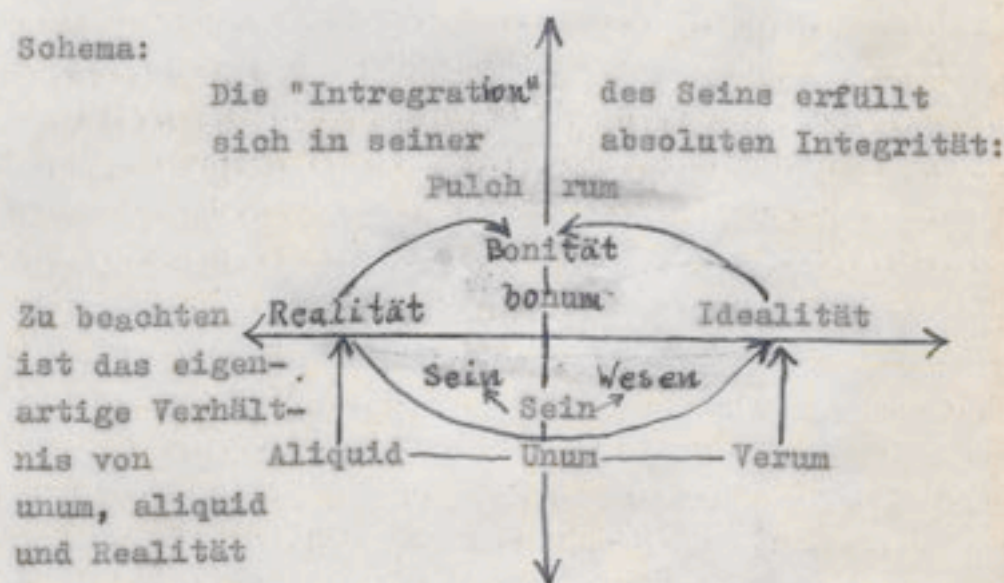 Schema:
Die "Intregration" des Seins erfüllt
sich in seiner absoluten Integrität:
Pulch rum
Bonität
bonum
Realität Idealität
Sein Wesen
Sein
Aliquid Unum Verum
Zu beachten
ist das eigen-
artige Verhält-
nis von
unum, aliquid
und Realität